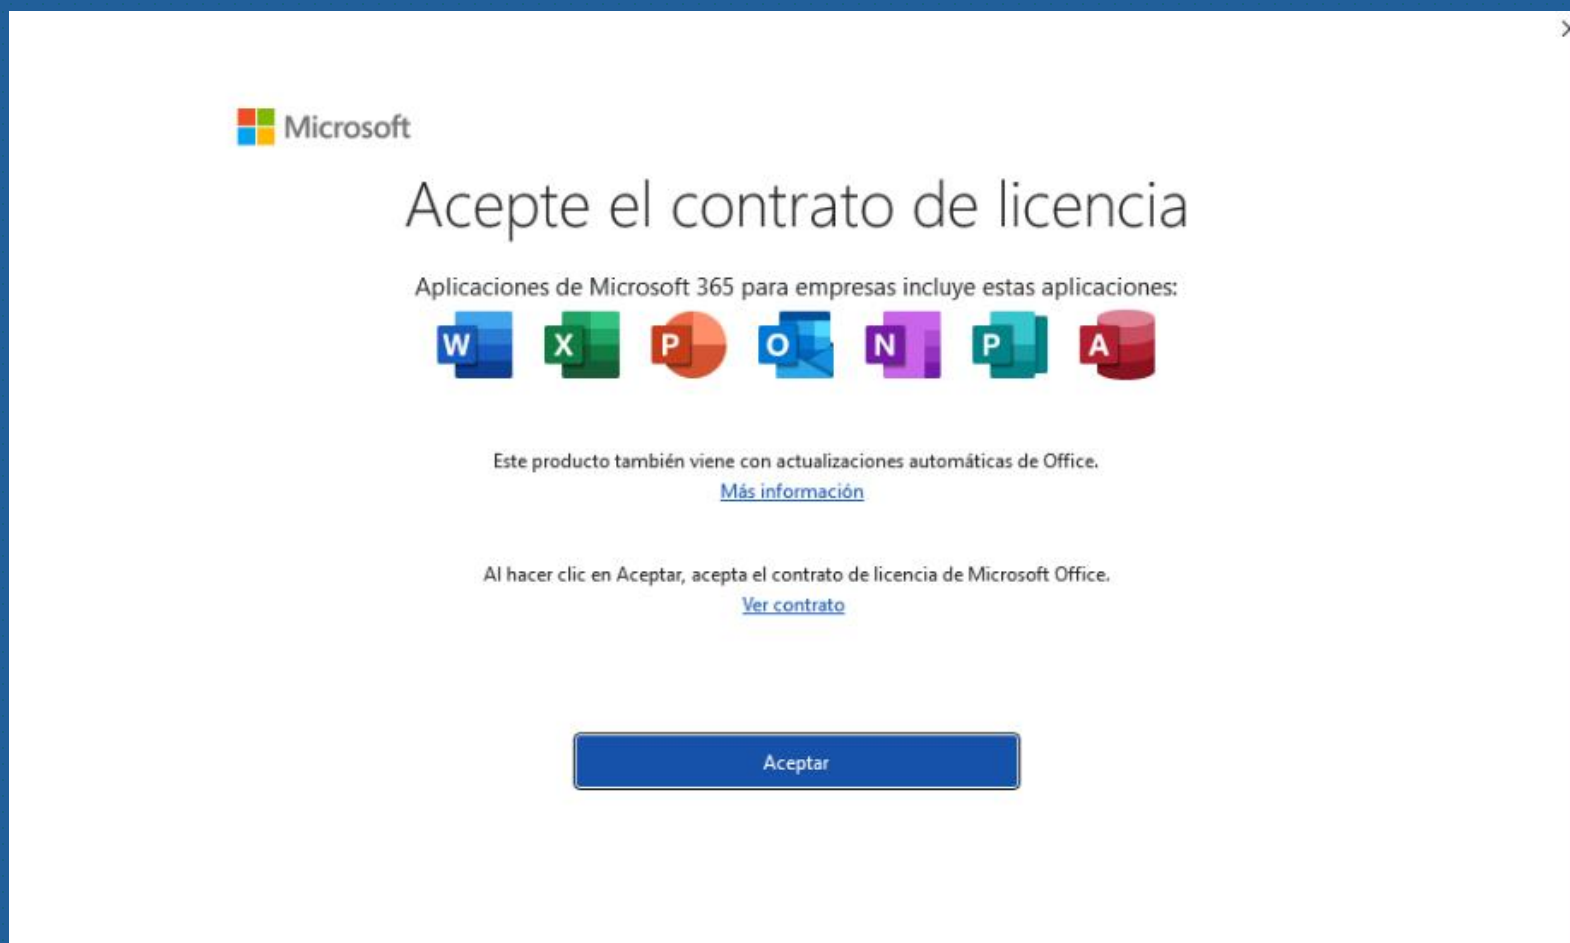 Microsoft
Acepte el contrato de licencia
Aplicaciones de Microsoft 365 para empresas incluye estas aplicaciones:
W X P O N P A
Este producto también viene con actualizaciones automáticas de Office.
Más información
Al hacer clic en Aceptar, acepta el contrato de licencia de Microsoft Office.
Ver contrato
Aceptar